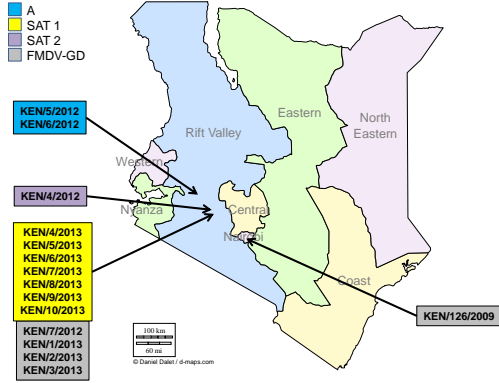 A
SAT 1
SAT 2
FMDV-GD
KEN/5/2012
KEN/6/2012
Rift Valley
Eastern
North
Eastern
Western
KEN/4/2012
Nyanza
Central
Nairobi
KEN/4/2013
KEN/5/2013
KEN/6/2013
KEN/7/2013
KEN/8/2013
KEN/9/2013
KEN/10/2013
Coast
KEN/126/2009
KEN/7/2012
KEN/1/2013
KEN/2/2013
KEN/3/2013
100 km
60 mi
© Daniel Dalet / d-maps.com